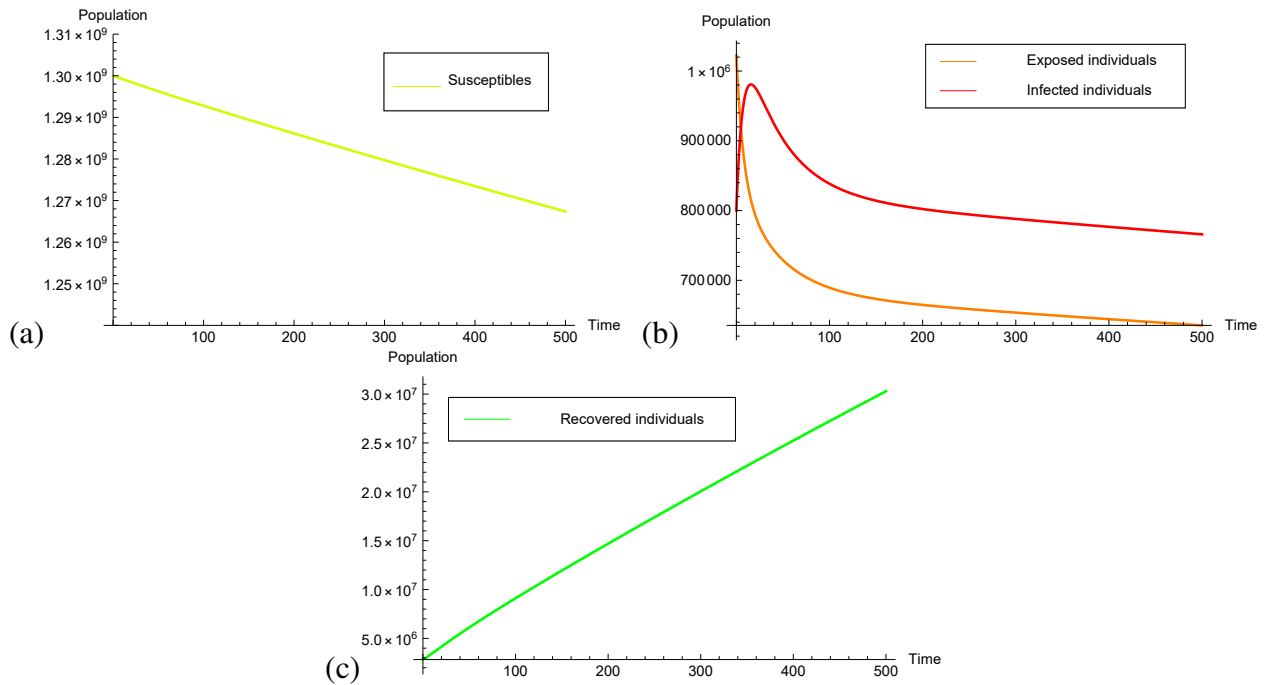 Population
1.31 × 10⁹
1.30 × 10⁹
1.29 × 10⁹
1.28 × 10⁹
1.27 × 10⁹
1.26 × 10⁹
1.25 × 10⁹
Susceptibles
100 200 300 400 500
Time
(a)
Population
1 × 10⁶
900 000
800 000
700 000
Exposed individuals
Infected individuals
100 200 300 400 500
Time
(b)
Population
3.0 × 10⁷
2.5 × 10⁷
2.0 × 10⁷
1.5 × 10⁷
1.0 × 10⁷
5.0 × 10⁶
Recovered individuals
100 200 300 400 500
Time
(c)